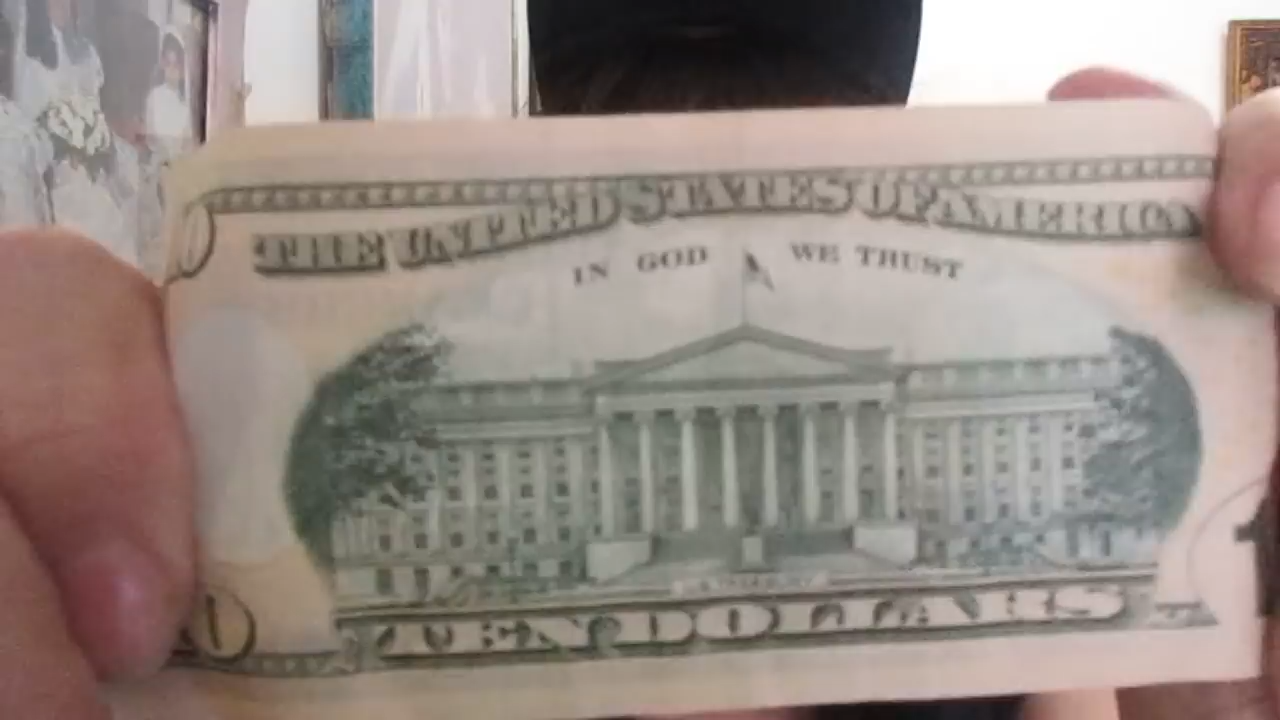 THE UNITED STATES OF AMERICA
IN GOD WE TRUST
TEN DOLLARS